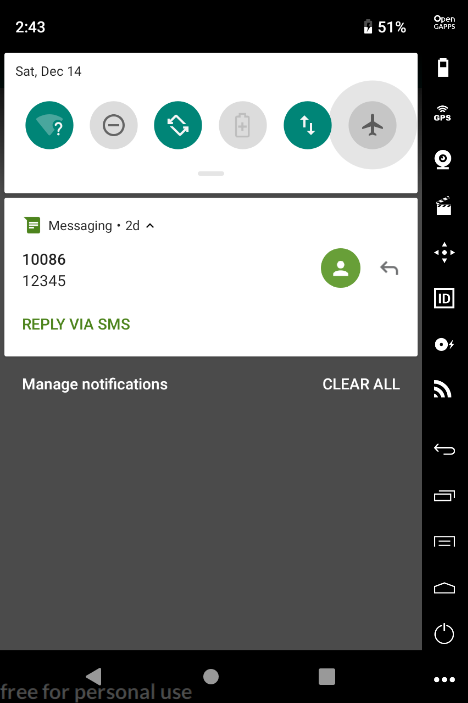 2:43
51%
Open
GAPPS
Sat, Dec 14
?
GPS
Messaging • 2d
10086
12345
ID
REPLY VIA SMS
Manage notifications
CLEAR ALL
free for personal use